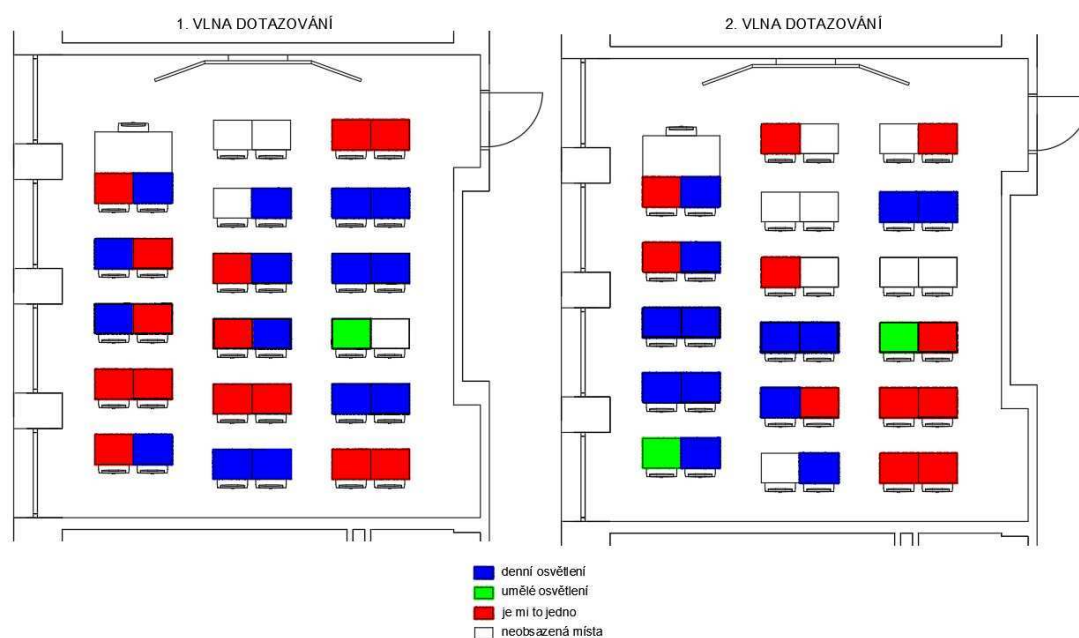 1. VLNA DOTAZOVÁNÍ
2. VLNA DOTAZOVÁNÍ
denní osvětlení
umělé osvětlení
je mi to jedno
neobsazená místa